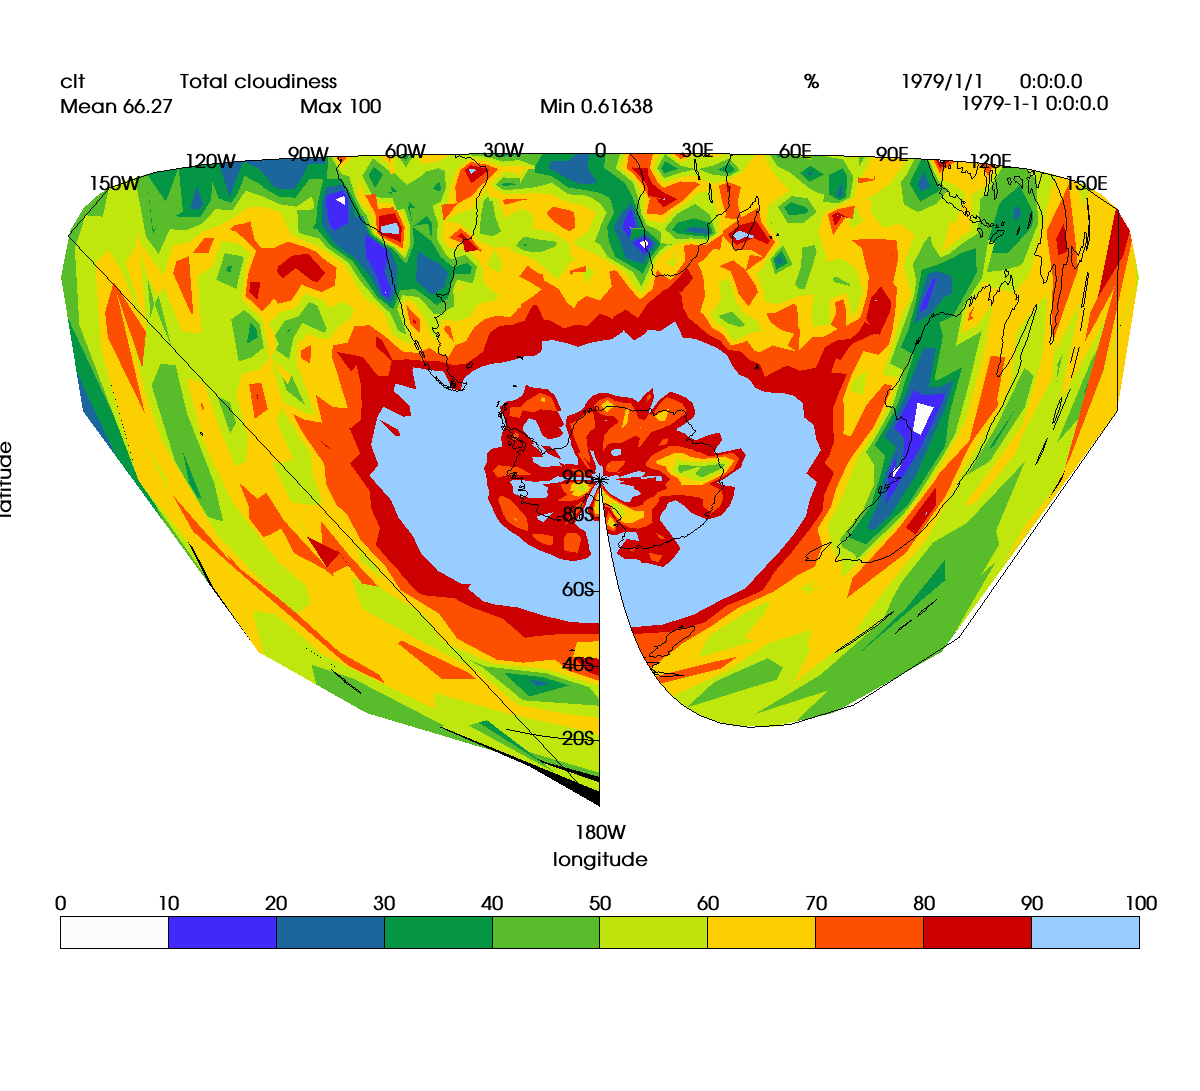 clt Total cloudiness % 1979/1/1 0:0:0.0
Mean 66.27 Max 100 Min 0.61638 1979-1-1 0:0:0.0
150W 120W 90W 60W 30W 0 30E 60E 90E 120E 150E
latitude
90S
80S
60S
40S
20S
180W
longitude
0 10 20 30 40 50 60 70 80 90 100